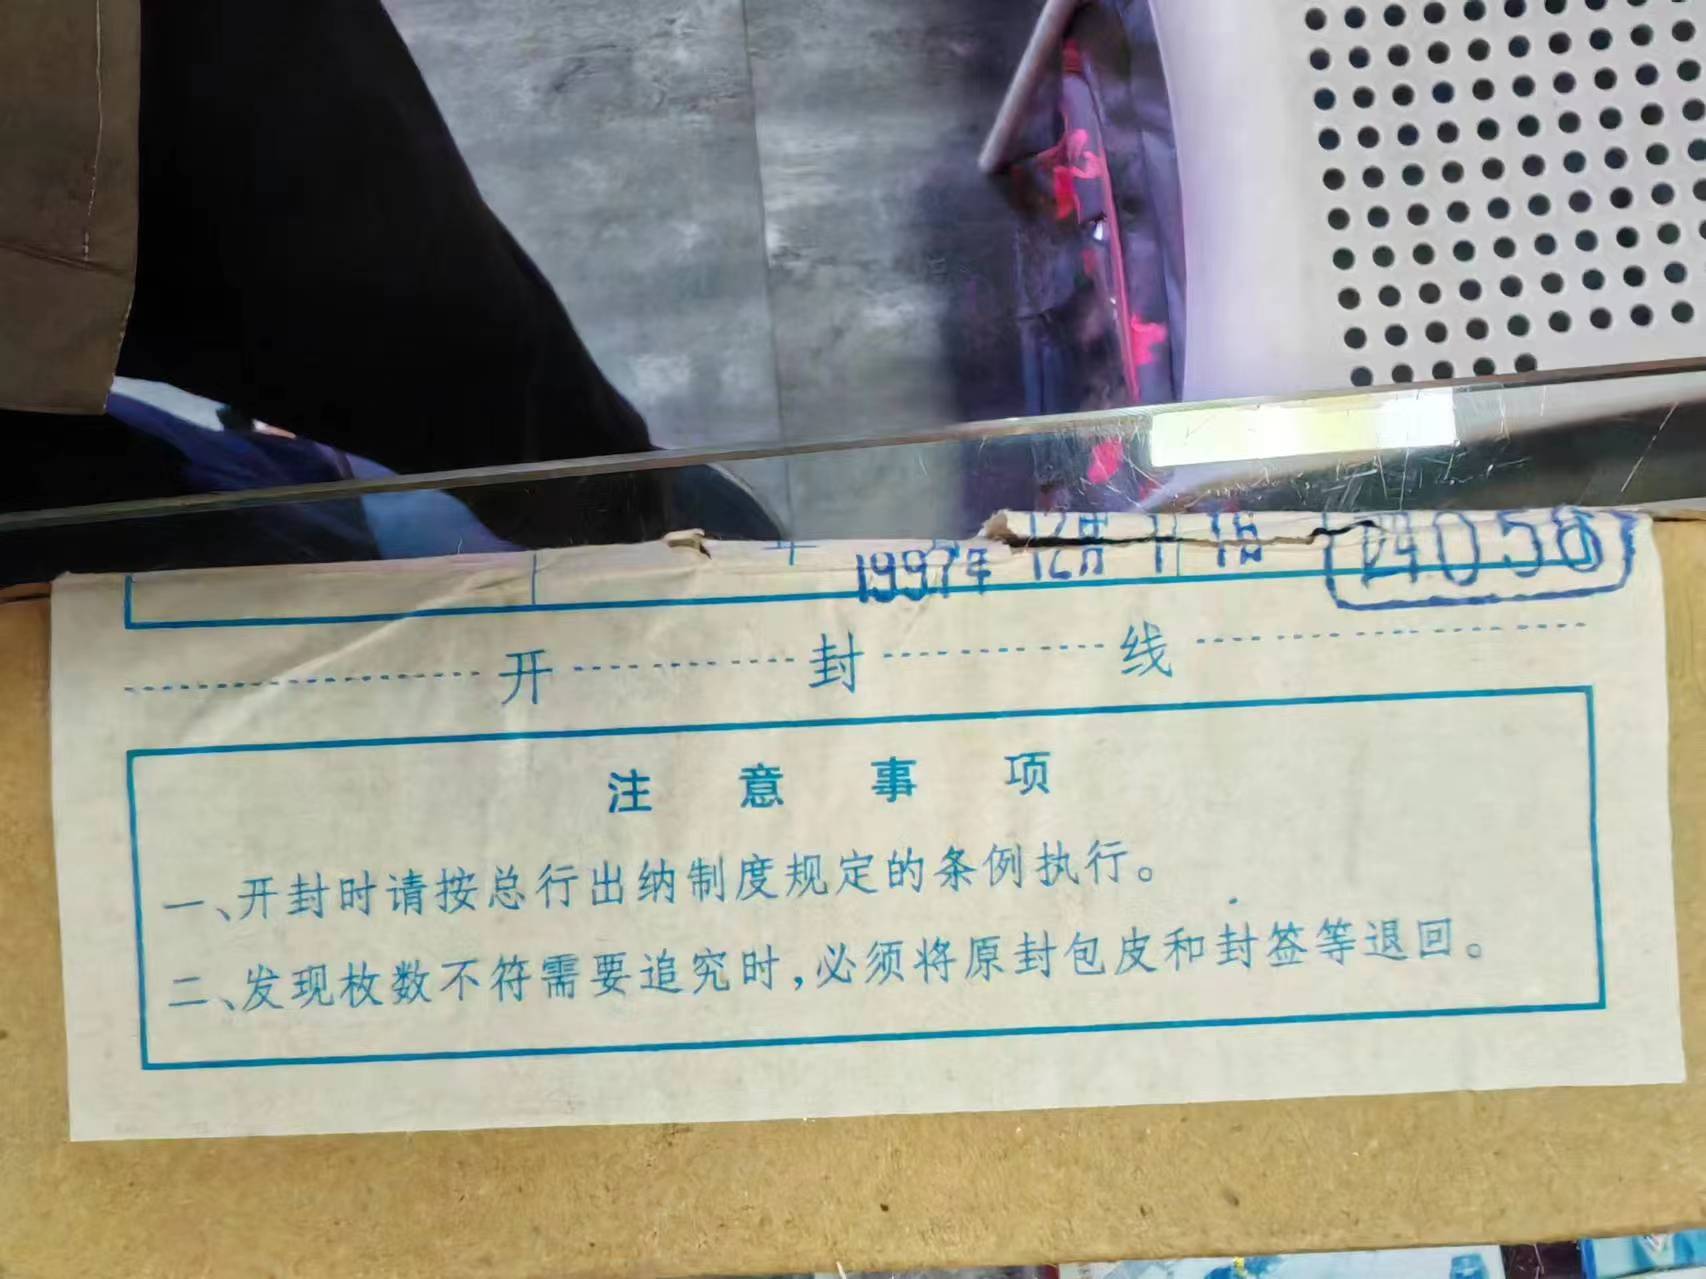 1997年 12月 1日 24056
开封线
注意事项
一、开封时请按总行出纳制度规定的条例执行。
二、发现枚数不符需要追究时,必须将原封包皮和封签等退回。